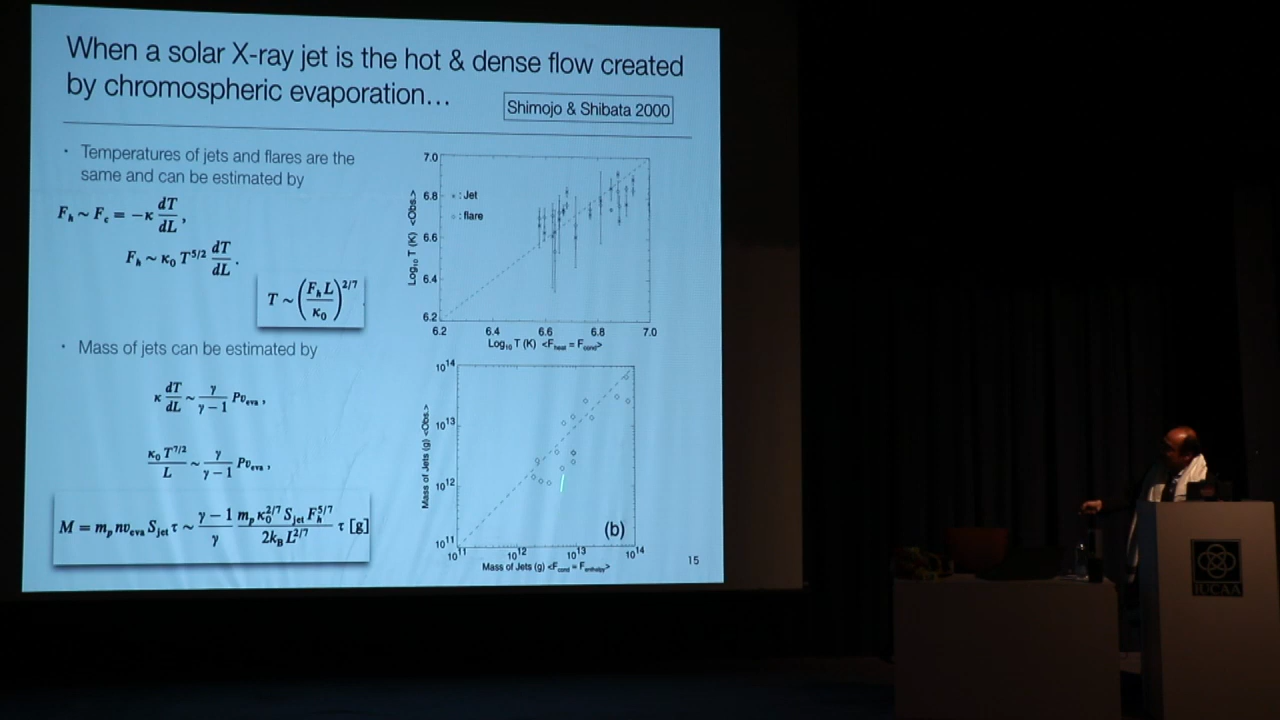 When a solar X-ray jet is the hot & dense flow created
by chromospheric evaporation…
Shimojo & Shibata 2000
· Temperatures of jets and flares are the
same and can be estimated by
F_h ~ F_c = −κ dT/dL ,
F_h ~ κ_0 T^{5/2} dT/dL .
T ~ (F_h L / κ_0)^{2/7}
· Mass of jets can be estimated by
κ dT/dL ~ γ/(γ − 1) Pv_eva ,
κ_0 T^{7/2}/L ~ γ/(γ − 1) Pv_eva ,
M = m_p nv_eva S_jet τ ~ (γ − 1)/γ m_p κ_0^{2/7} S_jet F_h^{5/7} / 2k_B L^{2/7} τ [g]
Log_10 T (K) <Obs.>
7.0
6.8
6.6
6.4
6.2
: Jet
: flare
6.2 6.4 6.6 6.8 7.0
Log_10 T (K) <F_heat = F_cond>
Mass of Jets (g) <Obs.>
10^14
10^13
10^12
10^11
(b)
10^11 10^12 10^13 10^14
Mass of Jets (g) <F_cond = F_enthalpy>
15
IUCAA